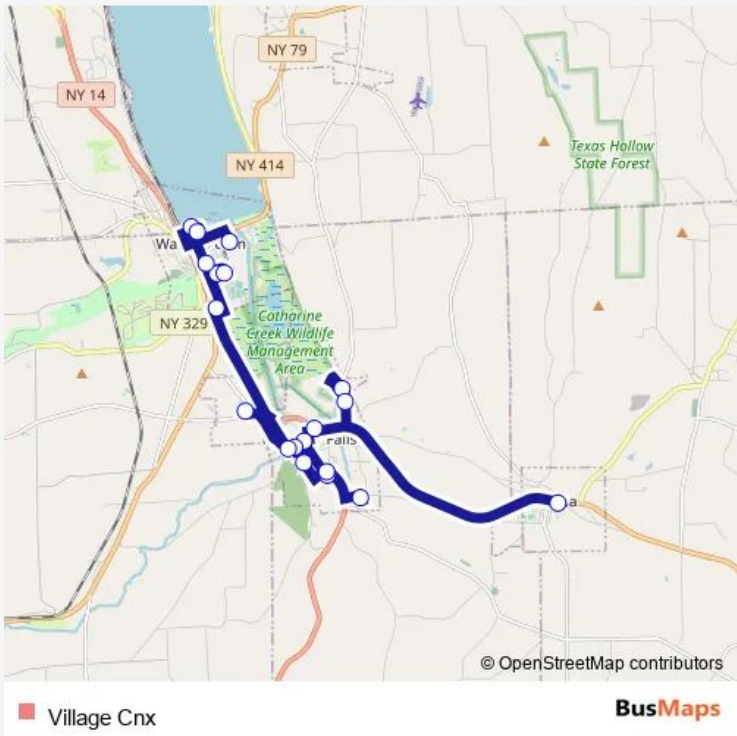 NY 79
NY 14
Texas Hollow
State Forest
NY 414
Wa
NY 329
Catharine
Creek Wildlife
Management
Area
Falls
a
© OpenStreetMap contributors
Village Cnx
BusMaps